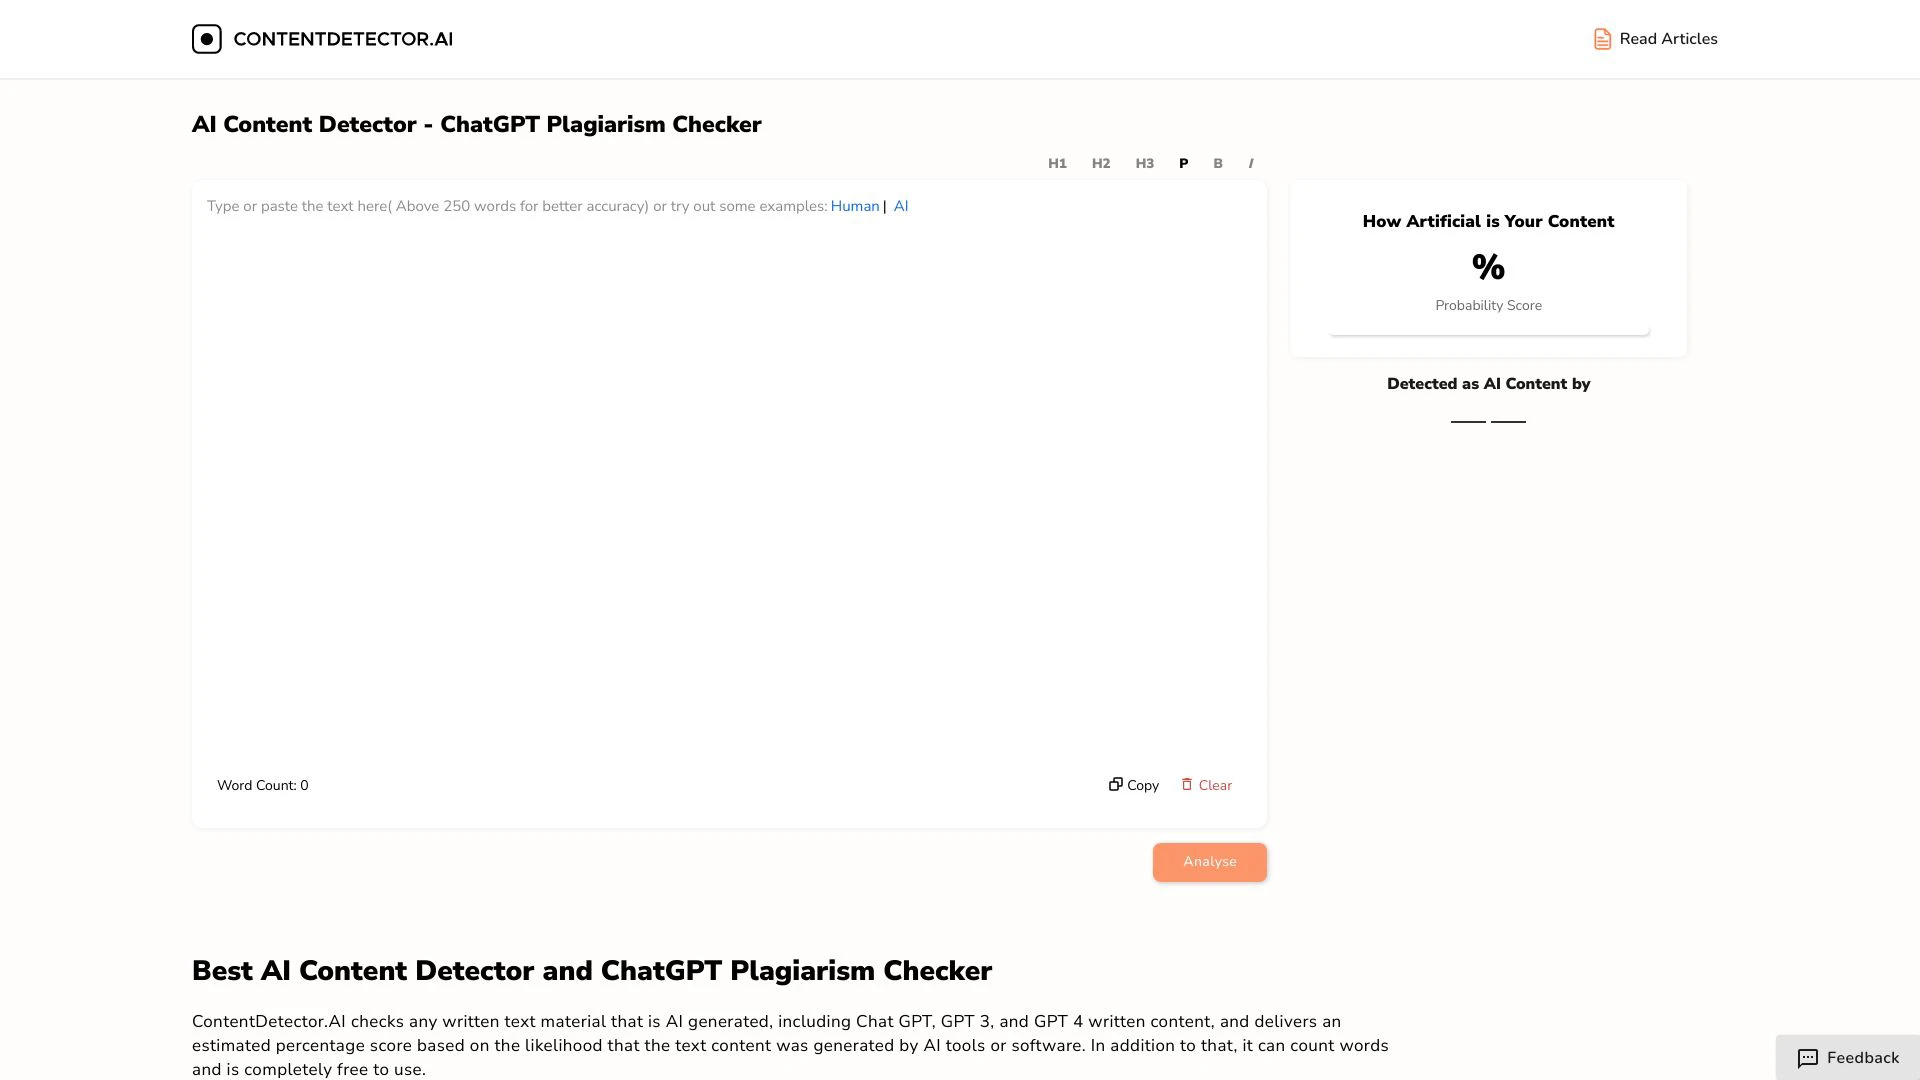 CONTENTDETECTOR.AI
Read Articles
AI Content Detector - ChatGPT Plagiarism Checker
H1 H2 H3 P B I
Type or paste the text here( Above 250 words for better accuracy) or try out some examples: Human | AI
How Artificial is Your Content
%
Probability Score
Detected as AI Content by
Word Count: 0
Copy
Clear
Analyse
Best AI Content Detector and ChatGPT Plagiarism Checker
ContentDetector.AI checks any written text material that is AI generated, including Chat GPT, GPT 3, and GPT 4 written content, and delivers an
estimated percentage score based on the likelihood that the text content was generated by AI tools or software. In addition to that, it can count words
and is completely free to use.
Feedback